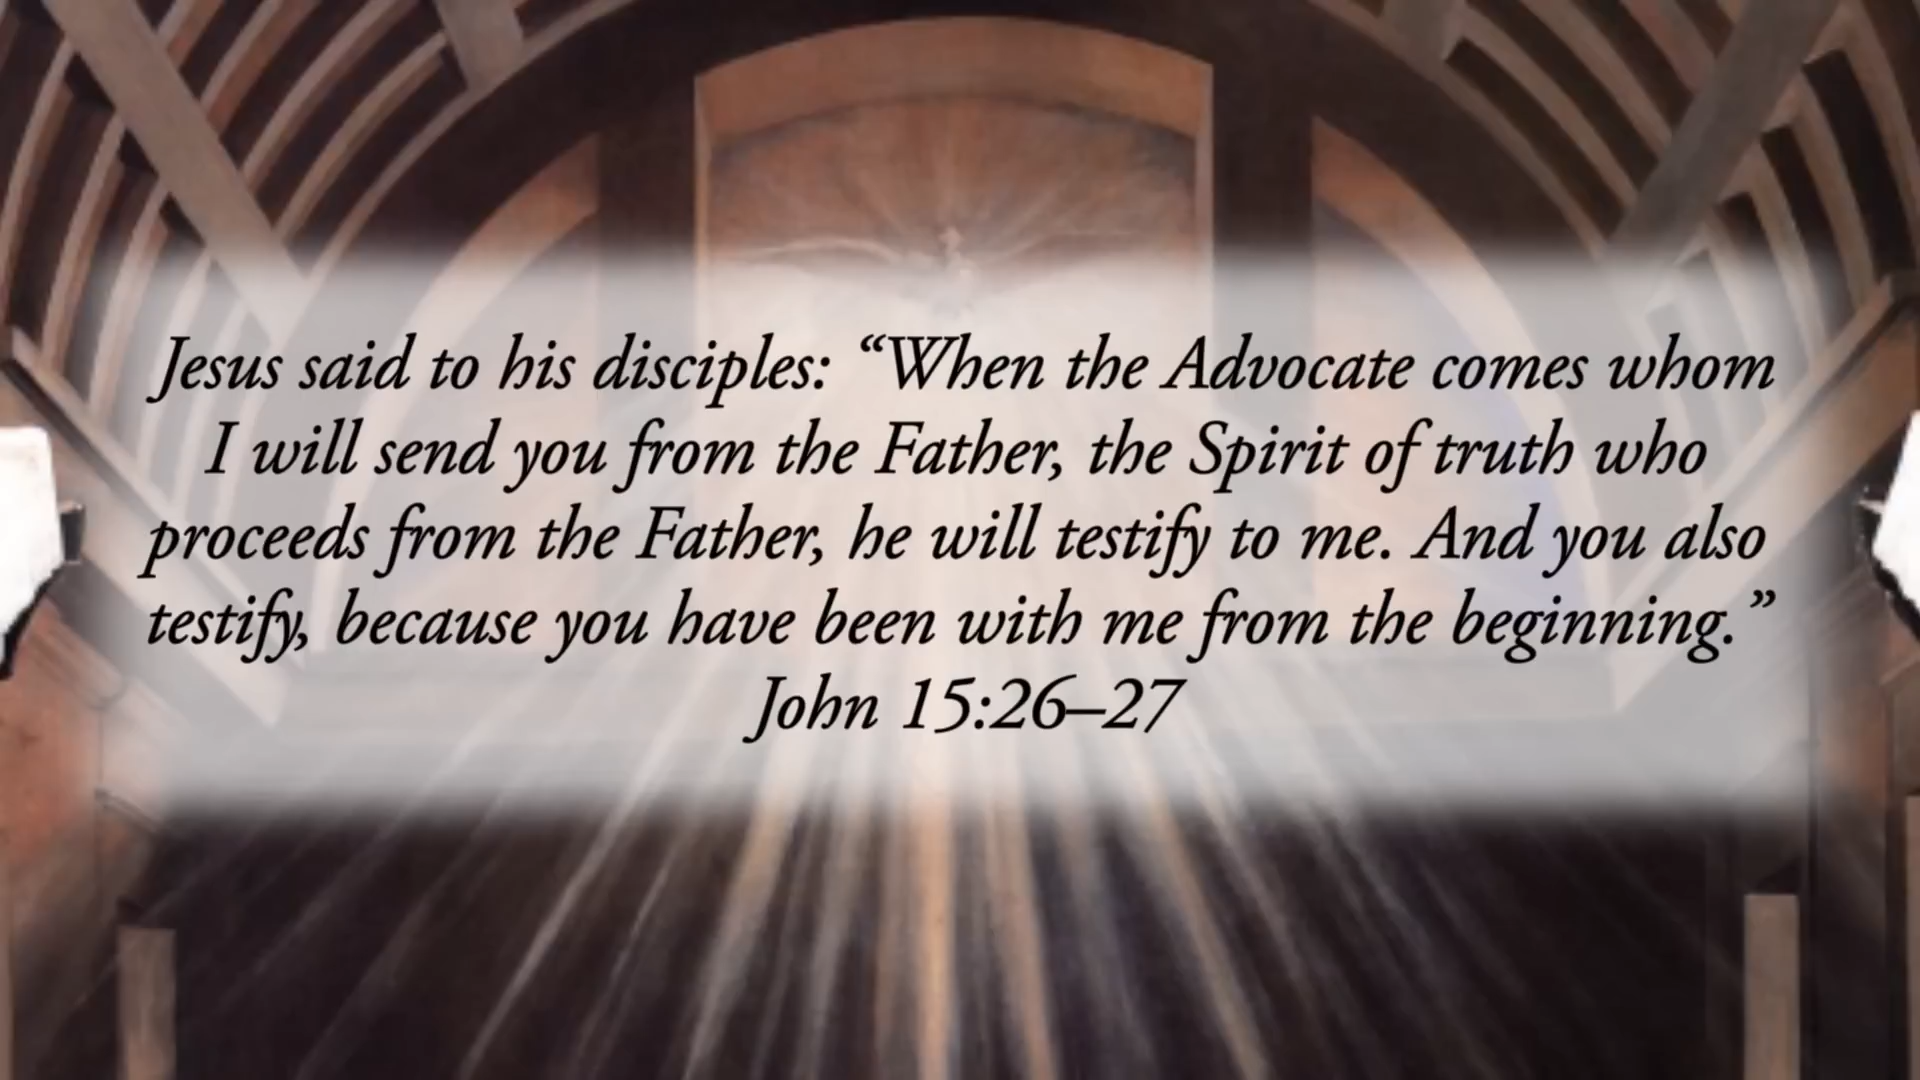 Jesus said to his disciples: “When the Advocate comes whom
I will send you from the Father, the Spirit of truth who
proceeds from the Father, he will testify to me. And you also
testify, because you have been with me from the beginning.”
John 15:26–27